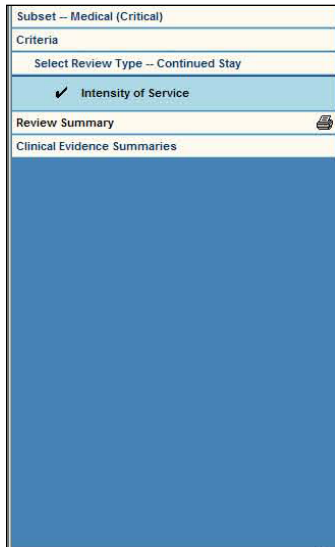 Subset -- Medical (Critical)
Criteria
Select Review Type -- Continued Stay
✔ Intensity of Service
Review Summary
Clinical Evidence Summaries